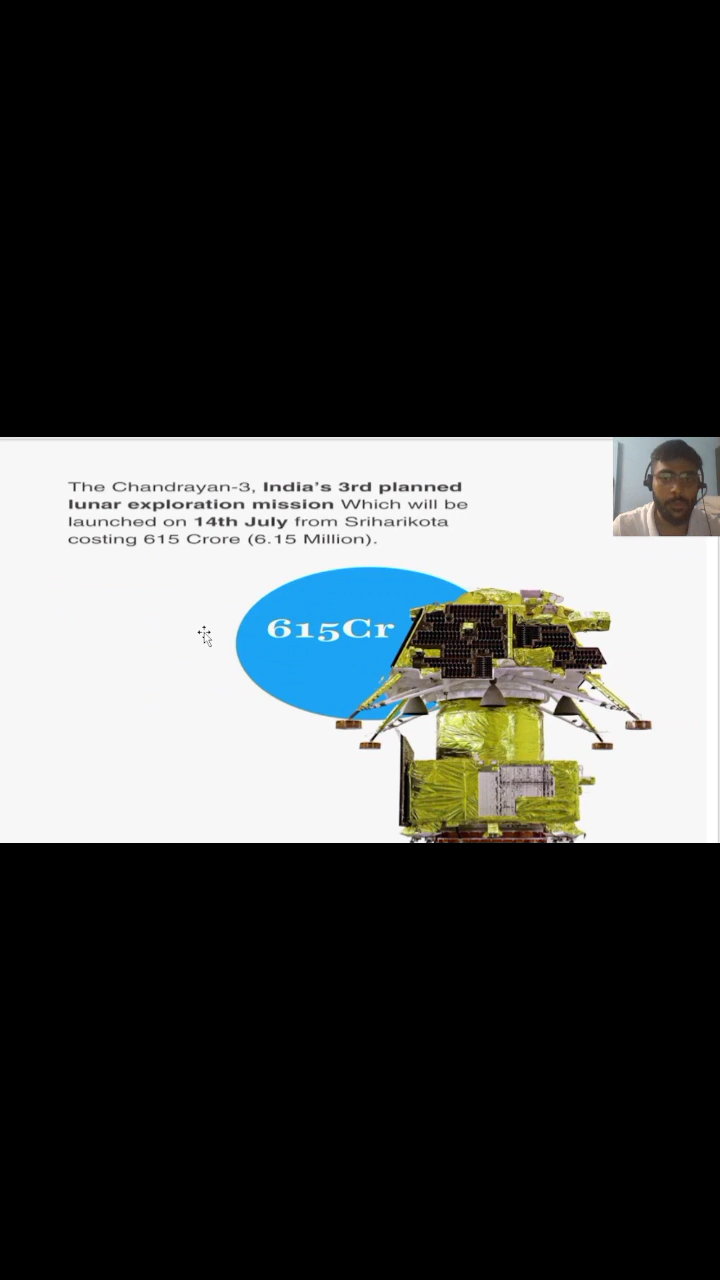 The Chandrayan-3, India's 3rd planned
lunar exploration mission Which will be
launched on 14th July from Sriharikota
costing 615 Crore (6.15 Million).
615Cr